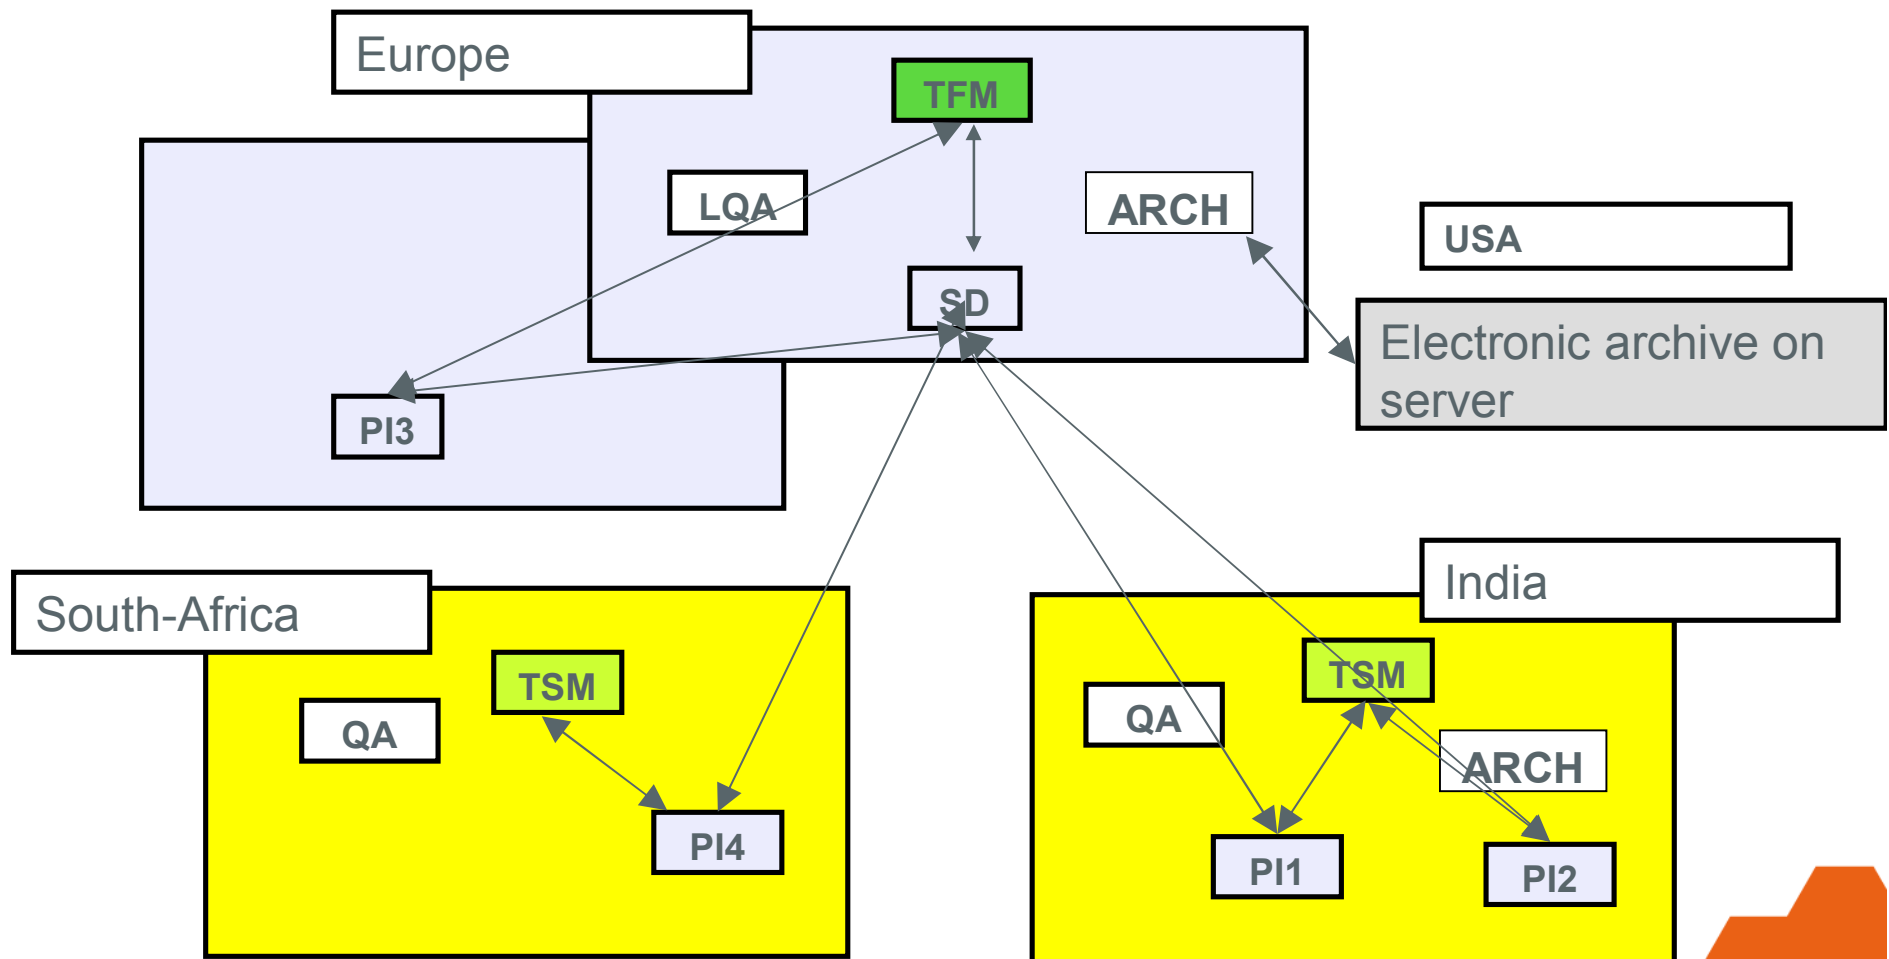 Europe
TFM
LQA
ARCH
USA
SD
Electronic archive on
server
PI3
India
South-Africa
TSM
TSM
QA
QA
ARCH
PI4
PI1
PI2